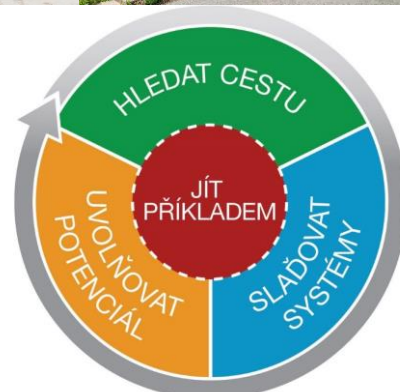 HLEDAT CESTU
JÍT
PŘÍKLADEM
SLAĎOVAT
SYSTÉMY
UVOLŇOVAT
POTENCIÁL